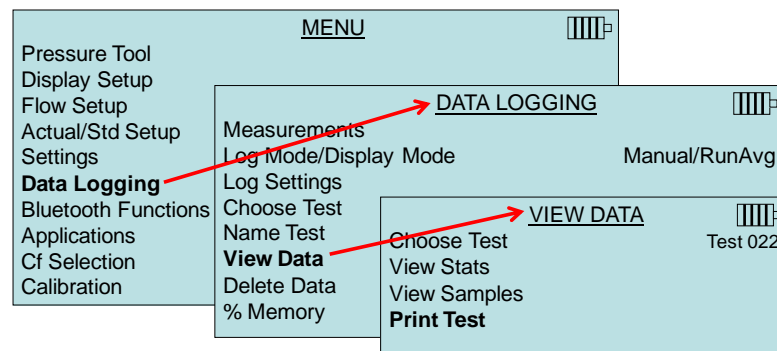 MENU
Pressure Tool
Display Setup
Flow Setup
Actual/Std Setup
Settings
Data Logging
Bluetooth Functions
Applications
Cf Selection
Calibration
DATA LOGGING
Measurements
Log Mode/Display Mode Manual/RunAvg
Log Settings
Choose Test
Name Test
View Data
Delete Data
% Memory
VIEW DATA
Choose Test Test 022
View Stats
View Samples
Print Test